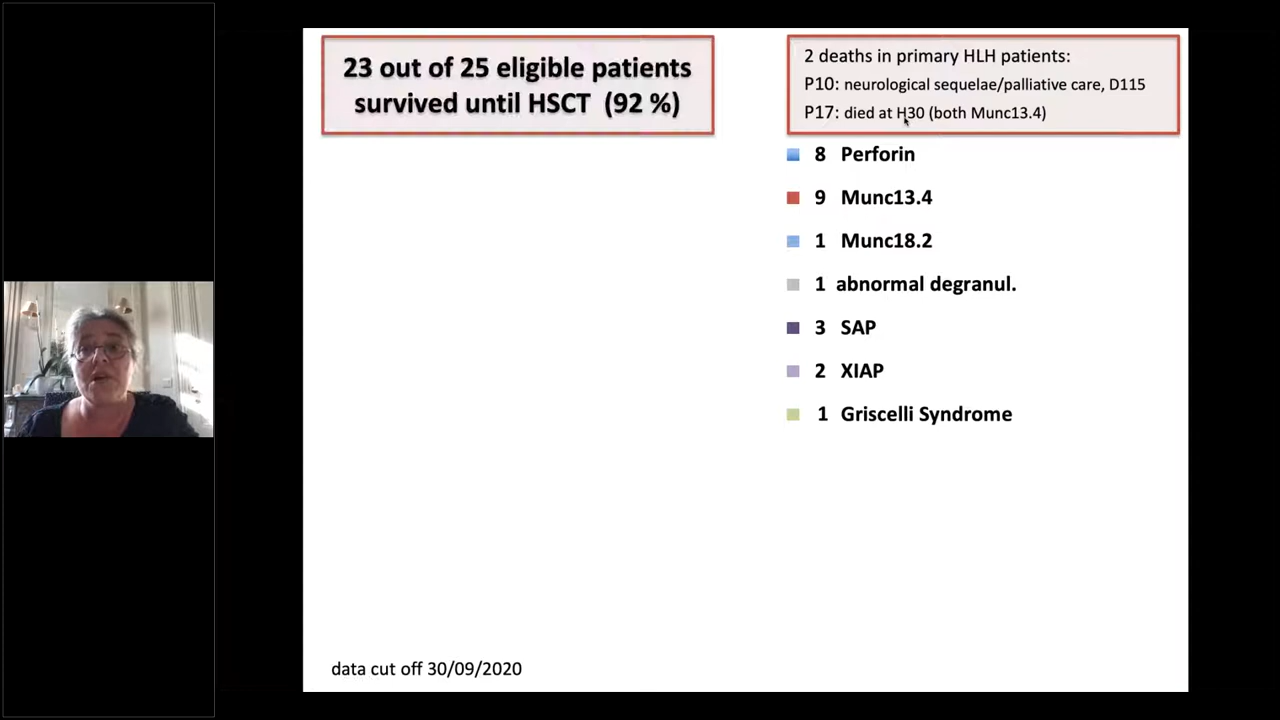 23 out of 25 eligible patients
survived until HSCT (92 %)
2 deaths in primary HLH patients:
P10: neurological sequelae/palliative care, D115
P17: died at H30 (both Munc13.4)
8 Perforin
9 Munc13.4
1 Munc18.2
1 abnormal degranul.
3 SAP
2 XIAP
1 Griscelli Syndrome
data cut off 30/09/2020